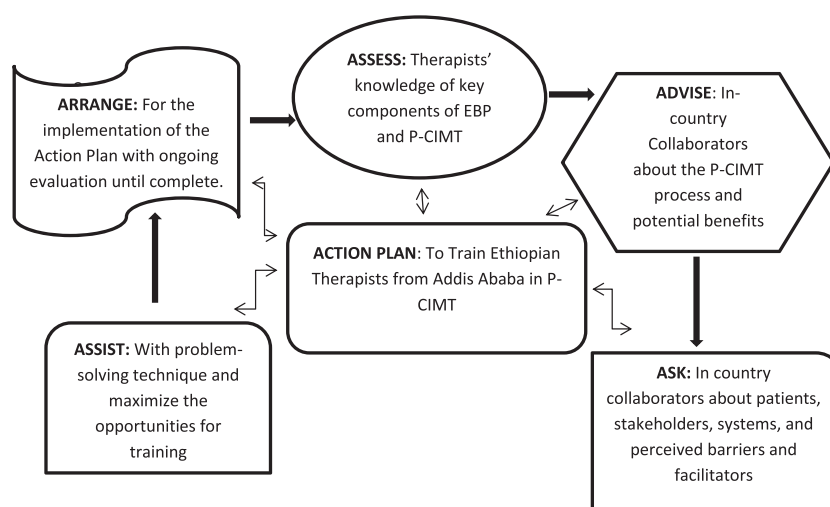 ARRANGE: For the
implementation of the
Action Plan with ongoing
evaluation until complete.
ASSESS: Therapists’
knowledge of key
components of EBP
and P-CIMT
ADVISE: In-
country
Collaborators
about the P-CIMT
process and
potential benefits
ACTION PLAN: To Train Ethiopian
Therapists from Addis Ababa in P-
CIMT
ASSIST: With problem-
solving technique and
maximize the
opportunities for
training
ASK: In country
collaborators about patients,
stakeholders, systems, and
perceived barriers and
facilitators